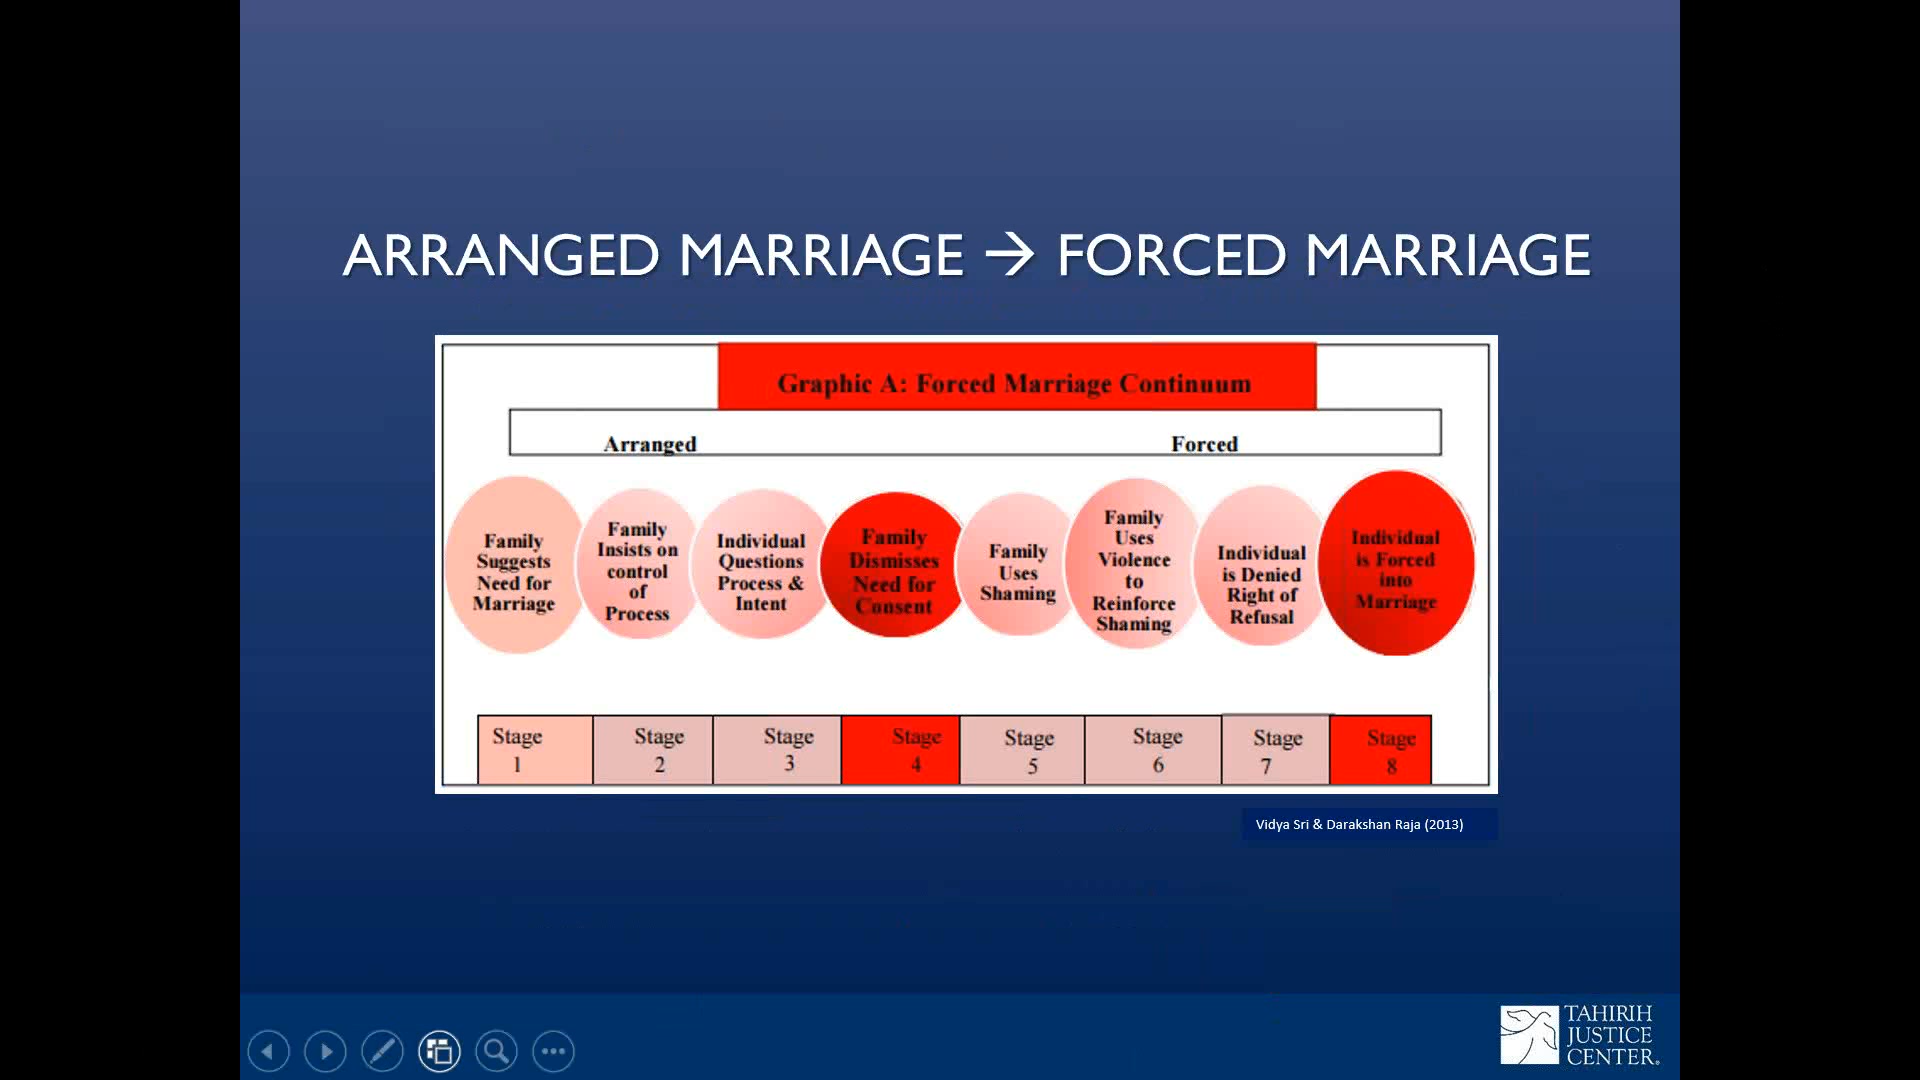 ARRANGED MARRIAGE → FORCED MARRIAGE
Graphic A: Forced Marriage Continuum
Arranged
Forced
Family
Suggests
Need for
Marriage
Family
Insists on
control
of
Process
Individual
Questions
Process &
Intent
Family
Dismisses
Need for
Consent
Family
Uses
Shaming
Family
Uses
Violence
to
Reinforce
Shaming
Individual
is Denied
Right of
Refusal
Individual
is Forced
into
Marriage
Stage
1
Stage
2
Stage
3
Stage
4
Stage
5
Stage
6
Stage
7
Stage
8
Vidya Sri & Darakshan Raja (2013)
TAHIRIH
JUSTICE
CENTER®